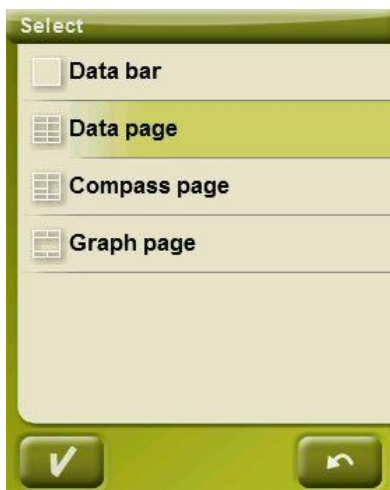 Select
Data bar
Data page
Compass page
Graph page